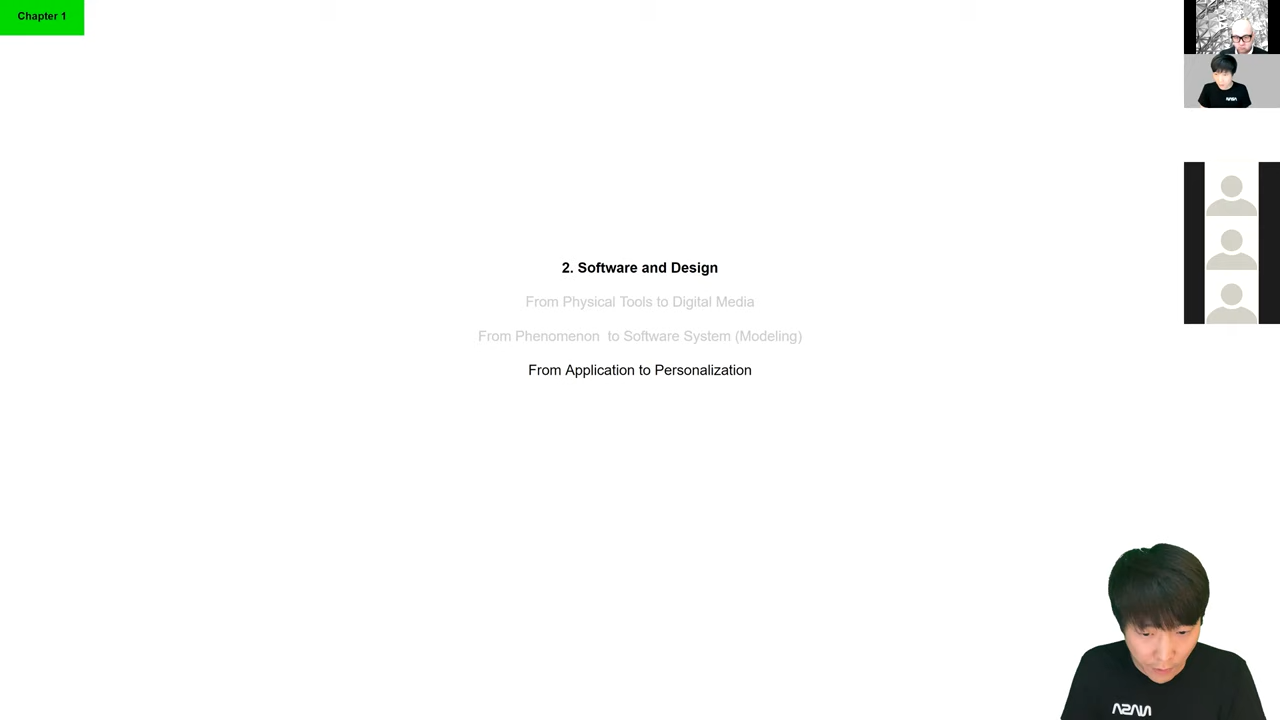 Chapter 1
2. Software and Design
From Physical Tools to Digital Media
From Phenomenon  to Software System (Modeling)
From Application to Personalization
NASA